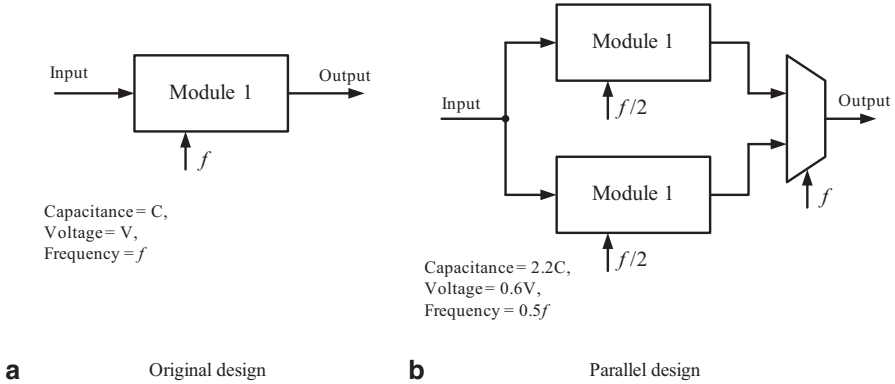 Input
Module 1
Output
f
Capacitance = C,
Voltage = V,
Frequency = f
a
Original design
Module 1
f/2
Input
Output
Module 1
f
f/2
Capacitance = 2.2C,
Voltage = 0.6V,
Frequency = 0.5f
b
Parallel design